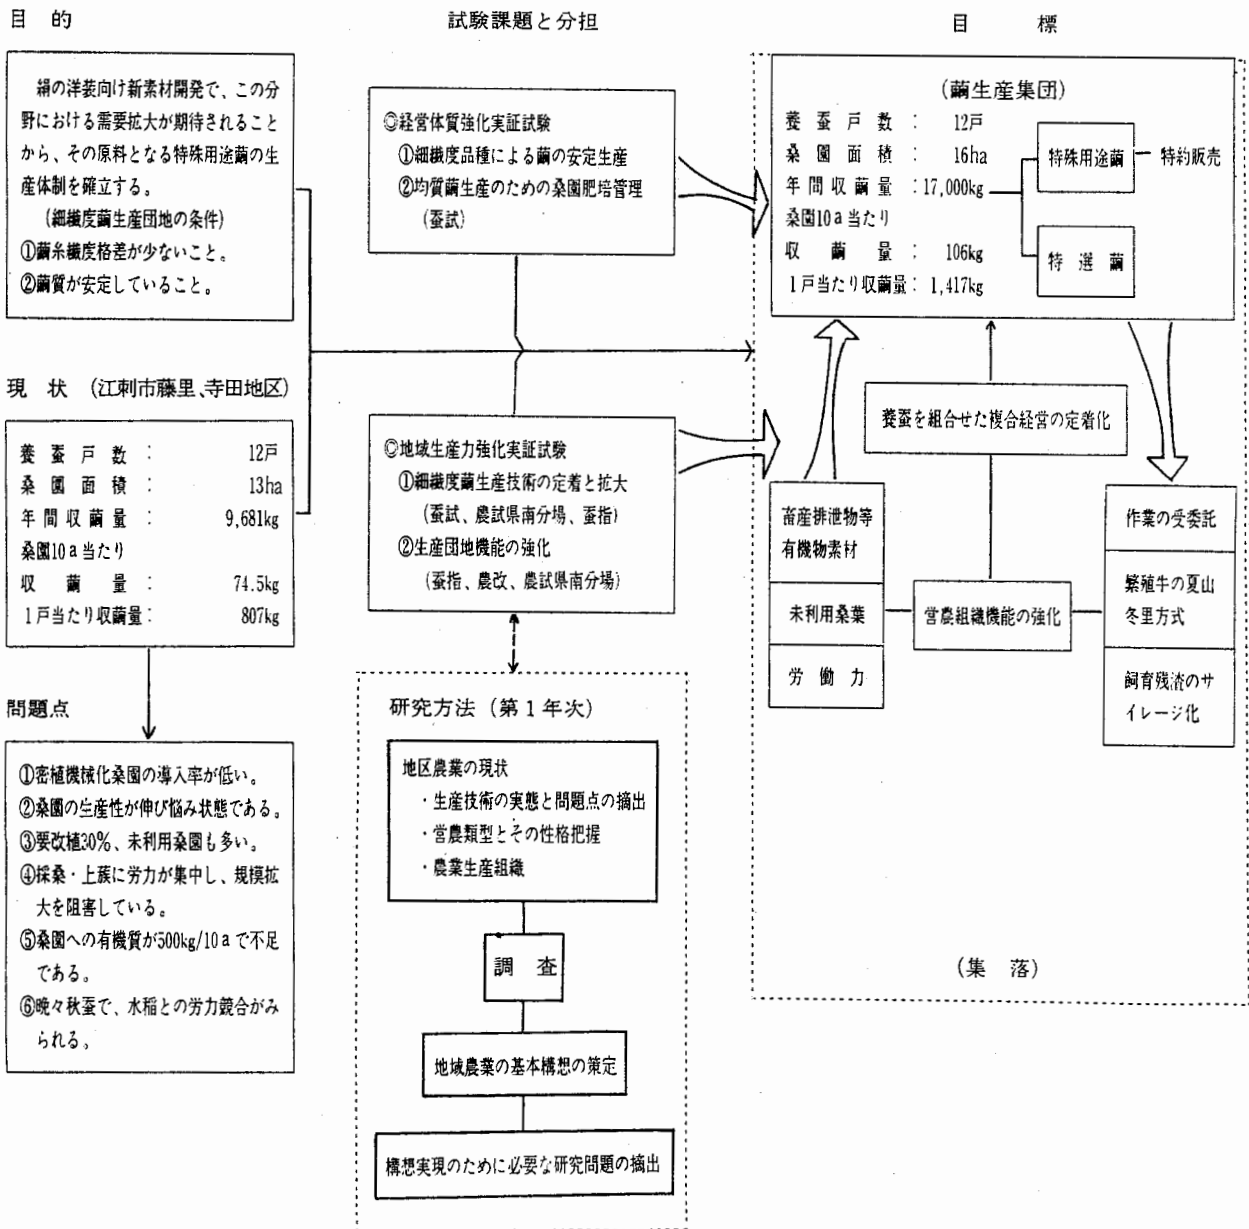 目 的
絹の洋装向け新素材開発で、この分
野における需要拡大が期待されること
から、その原料となる特殊用途繭の生
産体制を確立する。
(細繊度繭生産団地の条件)
①繭糸繊度格差が少ないこと。
②繭質が安定していること。
現 状 (江刺市藤里、寺田地区)
養蚕戸数: 12戸
桑園面積: 13ha
年間収繭量: 9,681kg
桑園10a当たり
収繭量: 74.5kg
1戸当たり収繭量: 807kg
問題点
①密植機械化桑園の導入率が低い。
②桑園の生産性が伸び悩み状態である。
③要改植30%、未利用桑園も多い。
④採桑・上蔟に労力が集中し、規模拡
大を阻害している。
⑤桑園への有機質が500kg/10aで不足
である。
⑥晩々秋蚕で、水稲との労力競合がみ
られる。
試験課題と分担
◎経営体質強化実証試験
①細繊度品種による繭の安定生産
②均質繭生産のための桑園肥培管理
(蚕試)
◎地域生産力強化実証試験
①細繊度繭生産技術の定着と拡大
(蚕試、農試県南分場、蚕指)
②生産団地機能の強化
(蚕指、農改、農試県南分場)
研究方法 (第1年次)
地区農業の現状
・生産技術の実態と問題点の摘出
・営農類型とその性格把握
・農業生産組織
調 査
地域農業の基本構想の策定
構想実現のために必要な研究問題の摘出
目 標
(繭生産集団)
養蚕戸数: 12戸
桑園面積: 16ha
年間収繭量:17,000kg
桑園10a当たり
収繭量: 106kg
1戸当たり収繭量: 1,417kg
特殊用途繭
特約販売
特選繭
養蚕を組合せた複合経営の定着化
畜産排泄物等
有機物素材
未利用桑葉
労働力
営農組織機能の強化
作業の受委託
繁殖牛の夏山
冬里方式
飼育残渣のサ
イレージ化
(集 落)